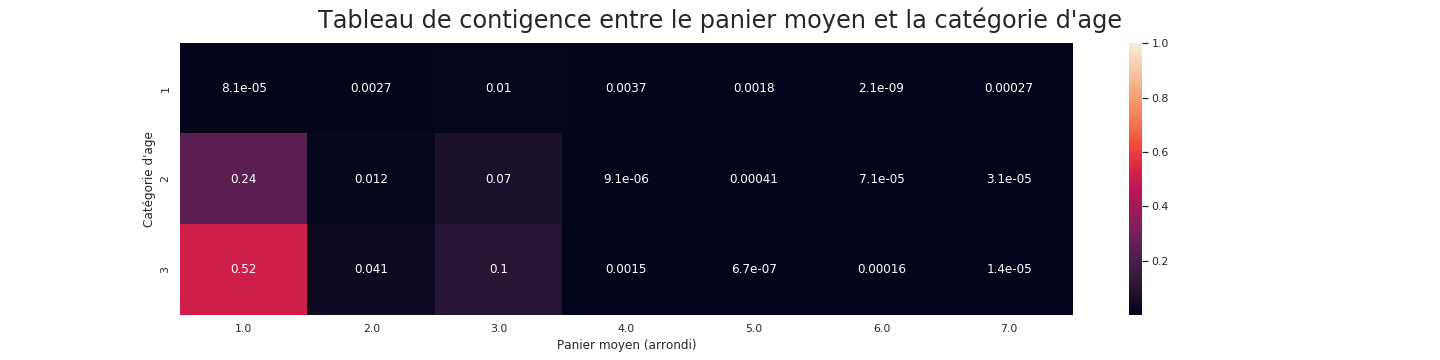 Tableau de contigence entre le panier moyen et la catégorie d'age
Catégorie d'age
1
8.1e-05 0.0027 0.01 0.0037 0.0018 2.1e-09 0.00027
2
0.24 0.012 0.07 9.1e-06 0.00041 7.1e-05 3.1e-05
3
0.52 0.041 0.1 0.0015 6.7e-07 0.00016 1.4e-05
1.0 2.0 3.0 4.0 5.0 6.0 7.0
Panier moyen (arrondi)
1.0
0.8
0.6
0.4
0.2